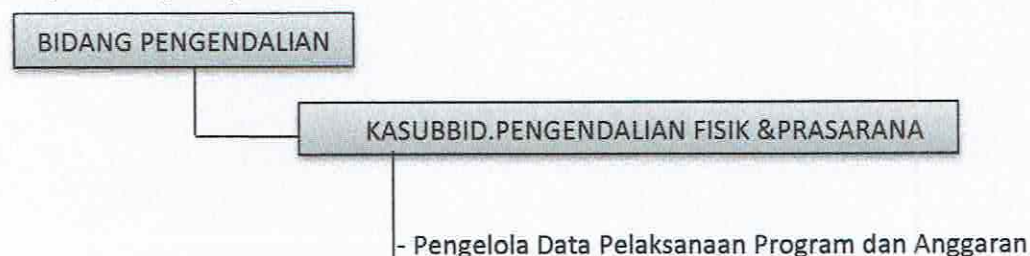 BIDANG PENGENDALIAN
KASUBBID.PENGENDALIAN FISIK &PRASARANA
- Pengelola Data Pelaksanaan Program dan Anggaran